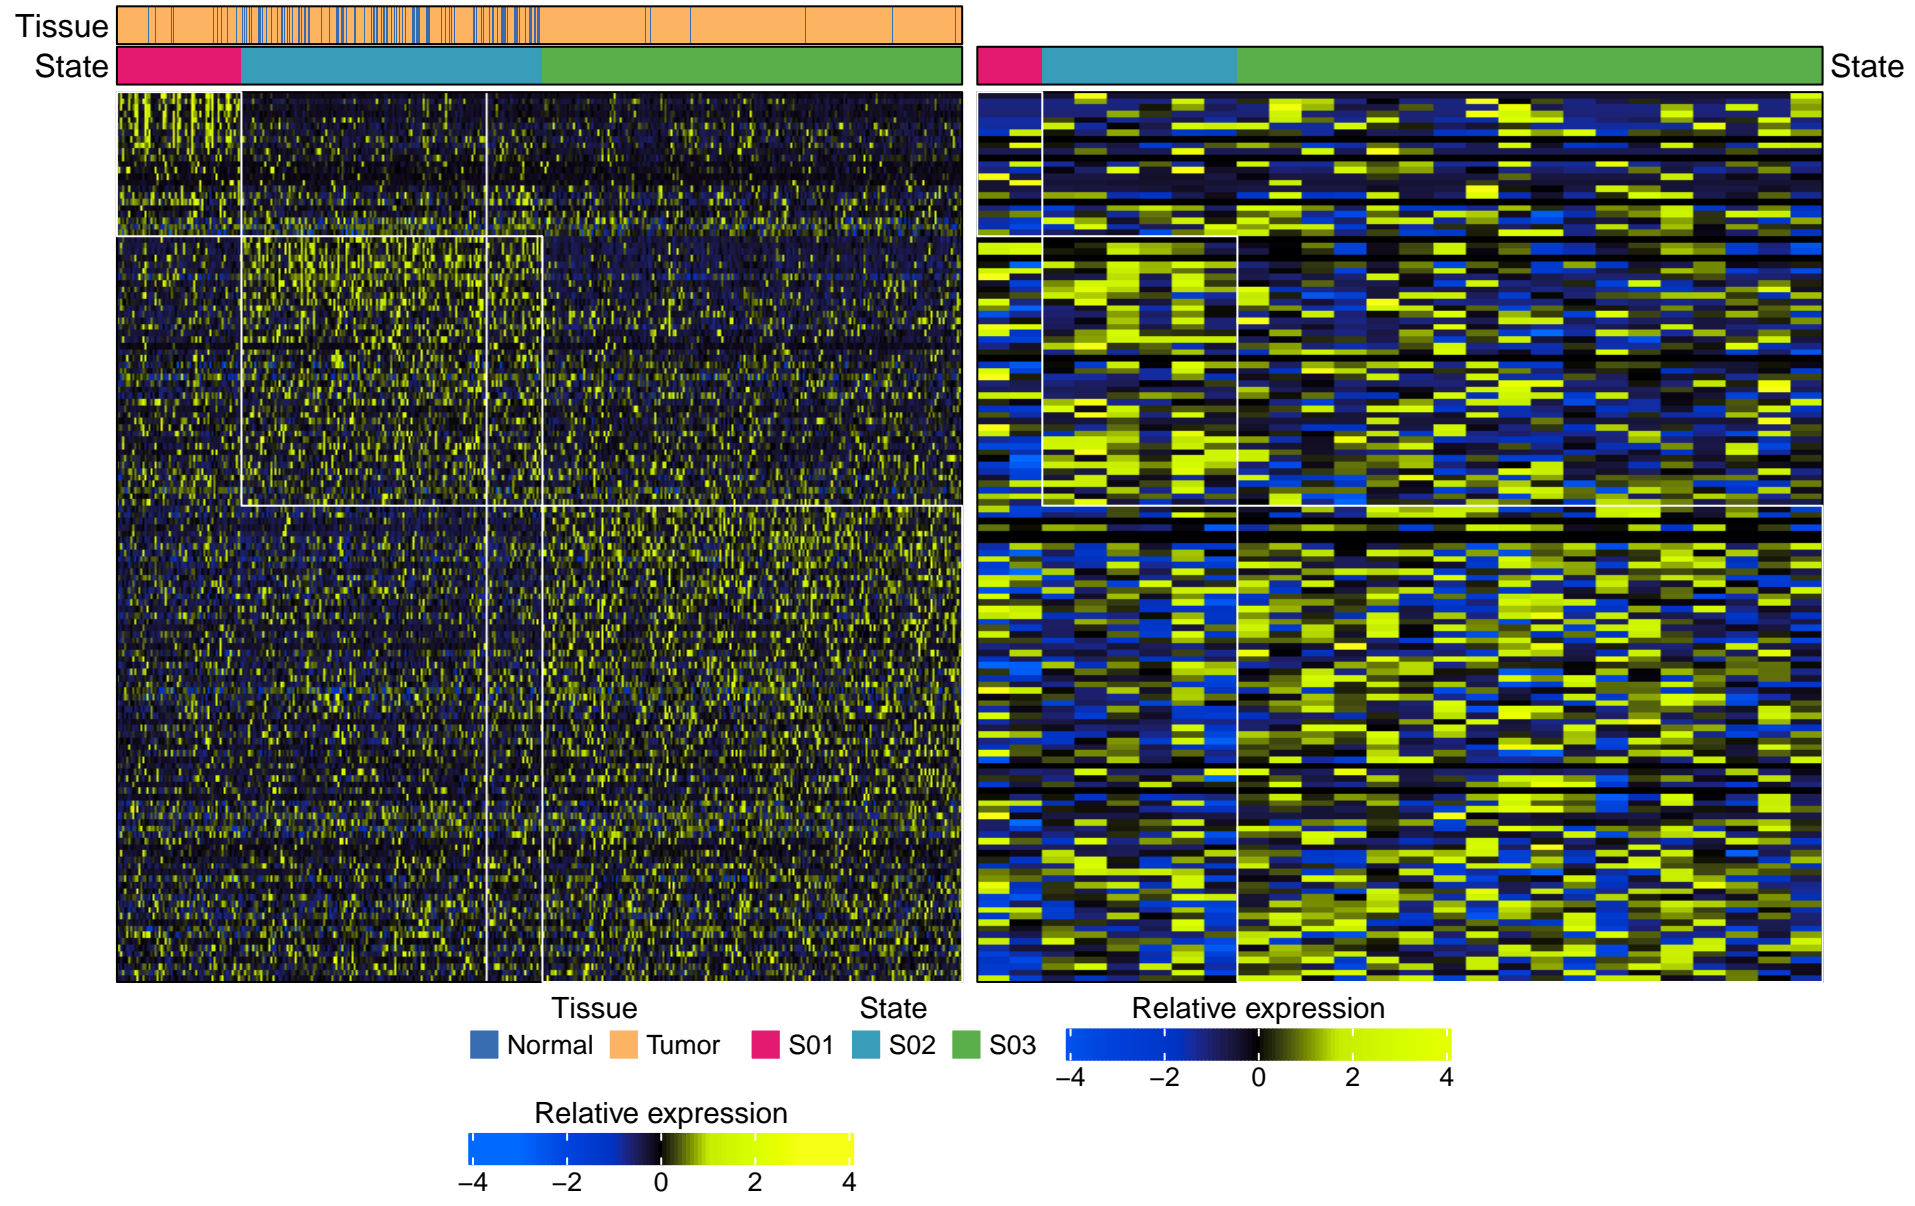 Tissue
State
State
Tissue
Normal Tumor
State
S01 S02 S03
Relative expression
−4 −2 0 2 4
Relative expression
−4 −2 0 2 4